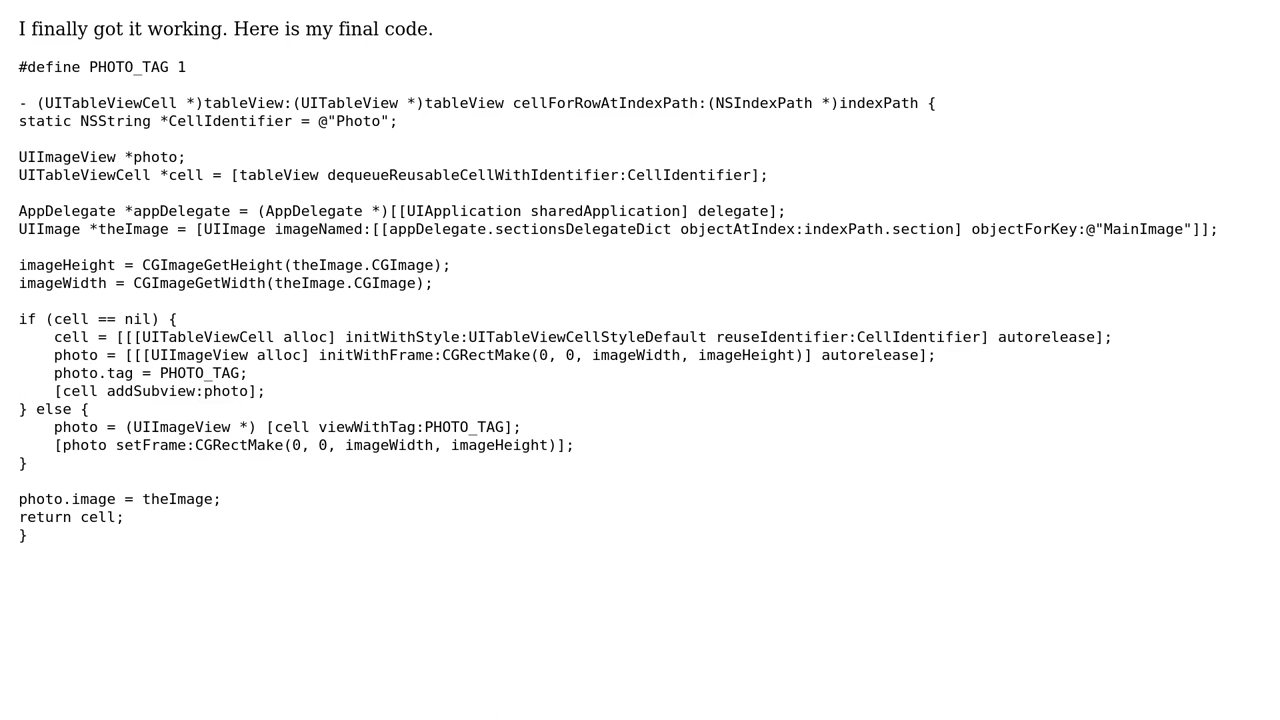 I finally got it working. Here is my final code.
#define PHOTO_TAG 1
- (UITableViewCell *)tableView:(UITableView *)tableView cellForRowAtIndexPath:(NSIndexPath *)indexPath {
static NSString *CellIdentifier = @"Photo";
UIImageView *photo;
UITableViewCell *cell = [tableView dequeueReusableCellWithIdentifier:CellIdentifier];
AppDelegate *appDelegate = (AppDelegate *)[[UIApplication sharedApplication] delegate];
UIImage *theImage = [UIImage imageNamed:[[appDelegate.sectionsDelegateDict objectAtIndex:indexPath.section] objectForKey:@"MainImage"]];
imageHeight = CGImageGetHeight(theImage.CGImage);
imageWidth = CGImageGetWidth(theImage.CGImage);
if (cell == nil) {
    cell = [[[UITableViewCell alloc] initWithStyle:UITableViewCellStyleDefault reuseIdentifier:CellIdentifier] autorelease];
    photo = [[[UIImageView alloc] initWithFrame:CGRectMake(0, 0, imageWidth, imageHeight)] autorelease];
    photo.tag = PHOTO_TAG;
    [cell addSubview:photo];
} else {
    photo = (UIImageView *) [cell viewWithTag:PHOTO_TAG];
    [photo setFrame:CGRectMake(0, 0, imageWidth, imageHeight)];
}
photo.image = theImage;
return cell;
}